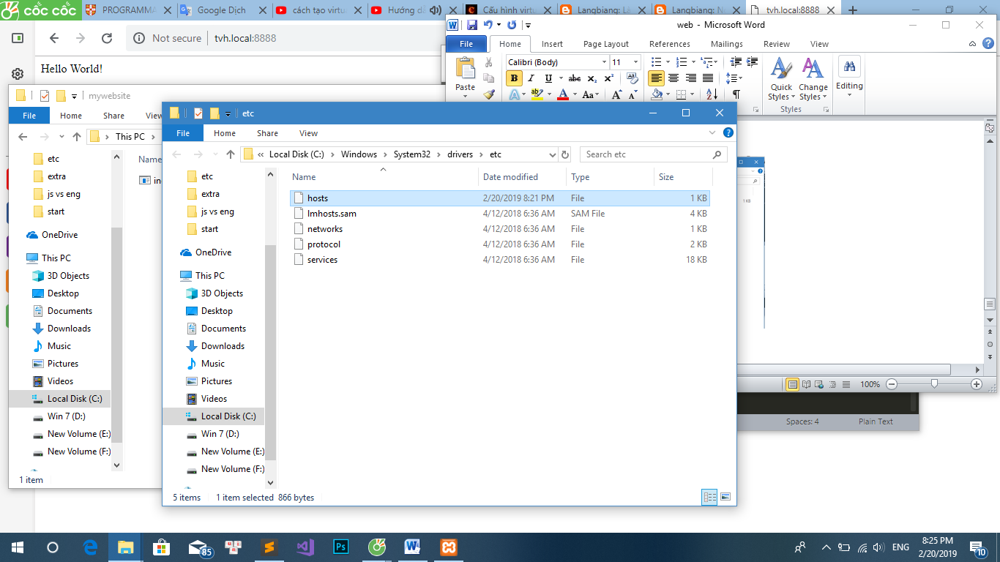 cốc cốc
PROGRAMMA
Google Dịch
cách tạo virtu
Hướng dẫ
Cấu hình virtu
Langbiang: Lậ
Langbiang: N
tvh.local:8888
Not secure
tvh.local:8888
Hello World!
web - Microsoft Word
File
Home
Insert
Page Layout
References
Mailings
Review
View
Paste
Calibri (Body)
11
B
I
U
abc
x₂
x²
A
A
Aa
A
A
Quick
Styles
Change
Styles
Editing
Styles
mywebsite
File
Home
Share
View
This PC
Name
etc
extra
js vs eng
start
OneDrive
This PC
3D Objects
Desktop
Documents
Downloads
Music
Pictures
Videos
Local Disk (C:)
Win 7 (D:)
New Volume (E:)
New Volume (F:)
in
1 item
etc
File
Home
Share
View
« Local Disk (C:) > Windows > System32 > drivers > etc
Search etc
etc
extra
js vs eng
start
OneDrive
This PC
3D Objects
Desktop
Documents
Downloads
Music
Pictures
Videos
Local Disk (C:)
Win 7 (D:)
New Volume (E:)
New Volume (F:)
Name Date modified Type Size
hosts 2/20/2019 8:21 PM File 1 KB
lmhosts.sam 4/12/2018 6:36 AM SAM File 4 KB
networks 4/12/2018 6:36 AM File 1 KB
protocol 4/12/2018 6:36 AM File 2 KB
services 4/12/2018 6:36 AM File 18 KB
5 items 1 item selected 866 bytes
1 KB
100%
Spaces: 4
Plain Text
85
Ps
ENG
8:25 PM
2/20/2019
10